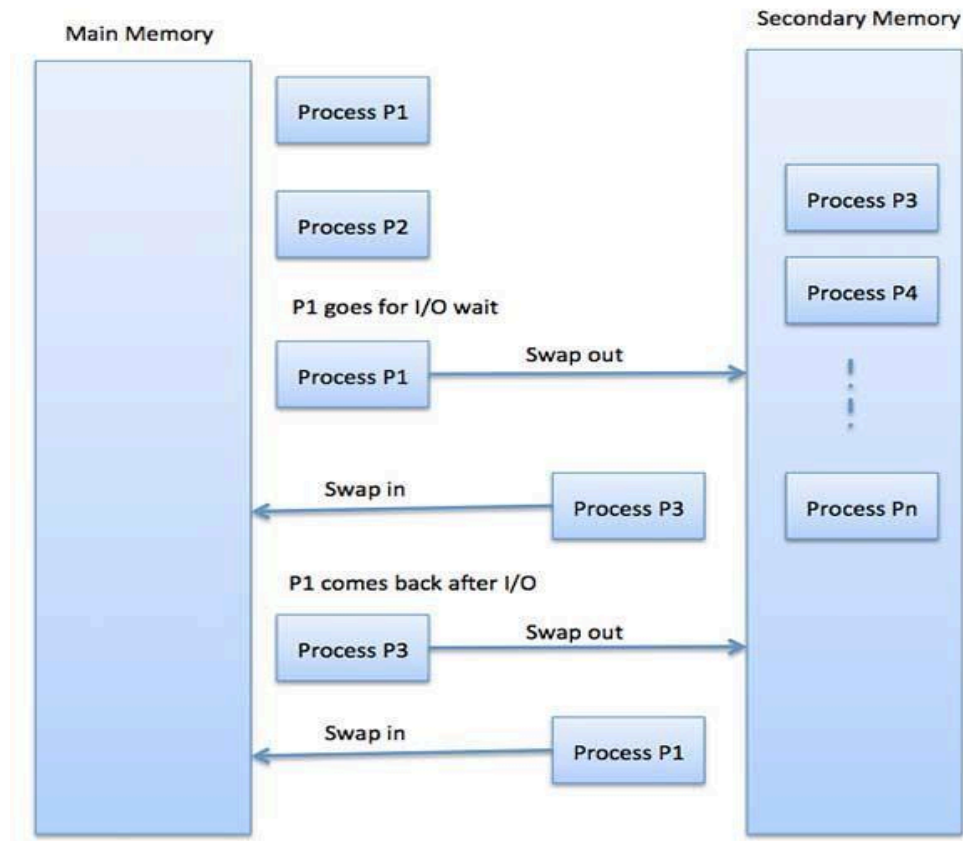 Main Memory
Secondary Memory
Process P1
Process P2
Process P3
Process P4
P1 goes for I/O wait
Process P1
Swap out
Swap in
Process P3
Process Pn
P1 comes back after I/O
Process P3
Swap out
Swap in
Process P1